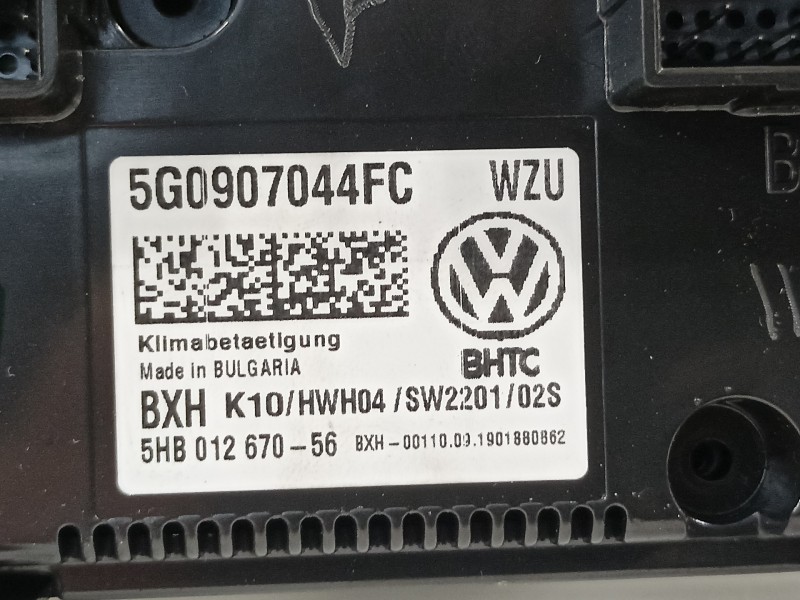 5G0907044FC WZU
Klimabetaetigung
Made in BULGARIA
BHTC
BXH K10/HWH04/SW2201/02S
5HB 012 670-56 BXH-00110.09.1901880862